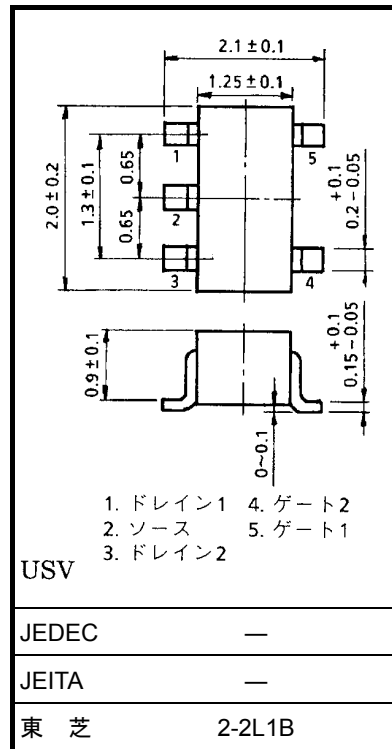 2.1±0.1
1.25±0.1
1
5
2.0±0.2
1.3±0.1
0.65
0.65
2
3
4
+0.1
0.2-0.05
0.9±0.1
+0.1
0.15-0.05
0~0.1
1. ドレイン1 4. ゲート2
2. ソース 5. ゲート1
3. ドレイン2
USV
JEDEC —
JEITA —
東 芝 2-2L1B